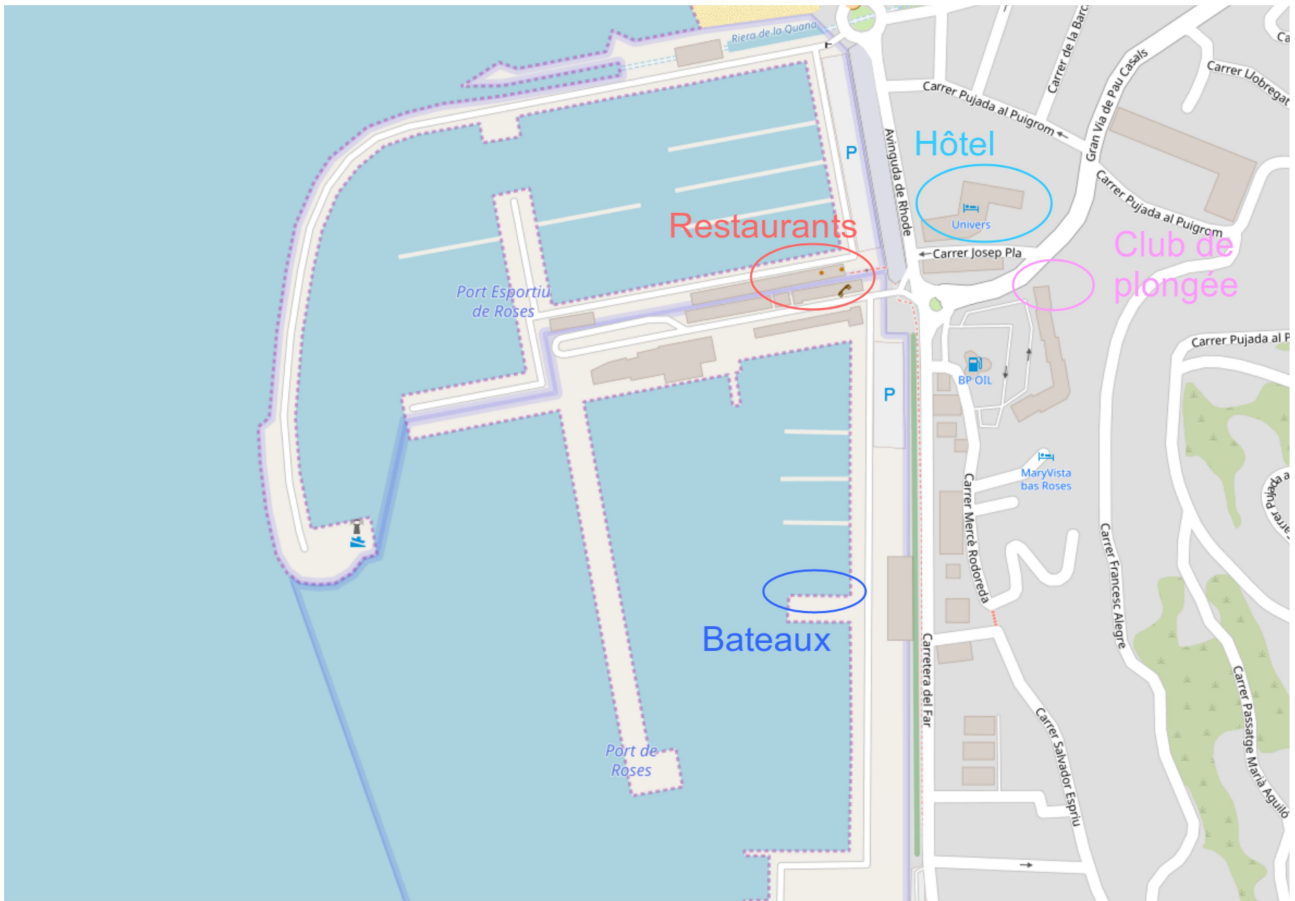 Riera de la Quana
Carrer de la Barc
Gran Via de Pau Casals
Carrer Llobregat
Ca
Carrer Pujada al Puigrom
P
Avinguda de Rhode
Hôtel
Univers
Carrer Pujada al Puigrom
Restaurants
Carrer Josep Pla
Club de
plongée
Port Esportiu
de Roses
Carrer Pujada al P
BP OIL
P
MaryVista
bas Roses
Carrer Mercè Rodoreda
Carrer Francesc Alegre
Bateaux
Carretera del Far
Carrer Salvador Espriu
Carrer Passatge Marià Aguiló
Port de
Roses